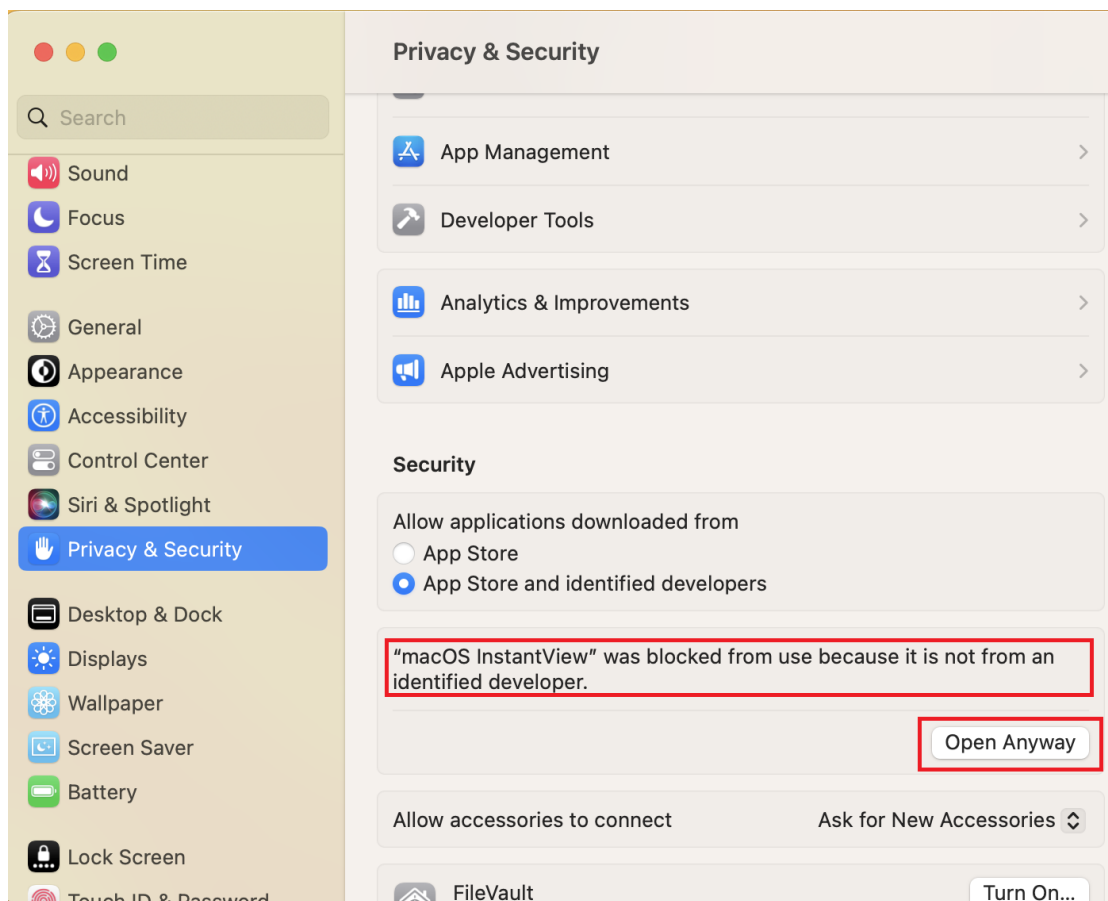 Privacy & Security
Search
Sound
Focus
Screen Time
General
Appearance
Accessibility
Control Center
Siri & Spotlight
Privacy & Security
Desktop & Dock
Displays
Wallpaper
Screen Saver
Battery
Lock Screen
Touch ID & Password
App Management
Developer Tools
Analytics & Improvements
Apple Advertising
Security
Allow applications downloaded from
App Store
App Store and identified developers
“macOS InstantView” was blocked from use because it is not from an
identified developer.
Open Anyway
Allow accessories to connect
Ask for New Accessories
FileVault
Turn On...